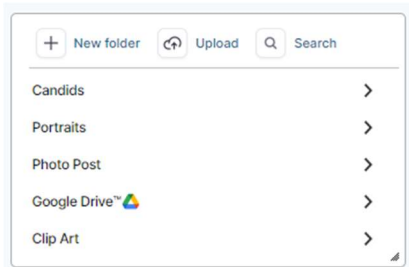 New folder Upload Search
Candids
Portraits
Photo Post
Google Drive™
Clip Art